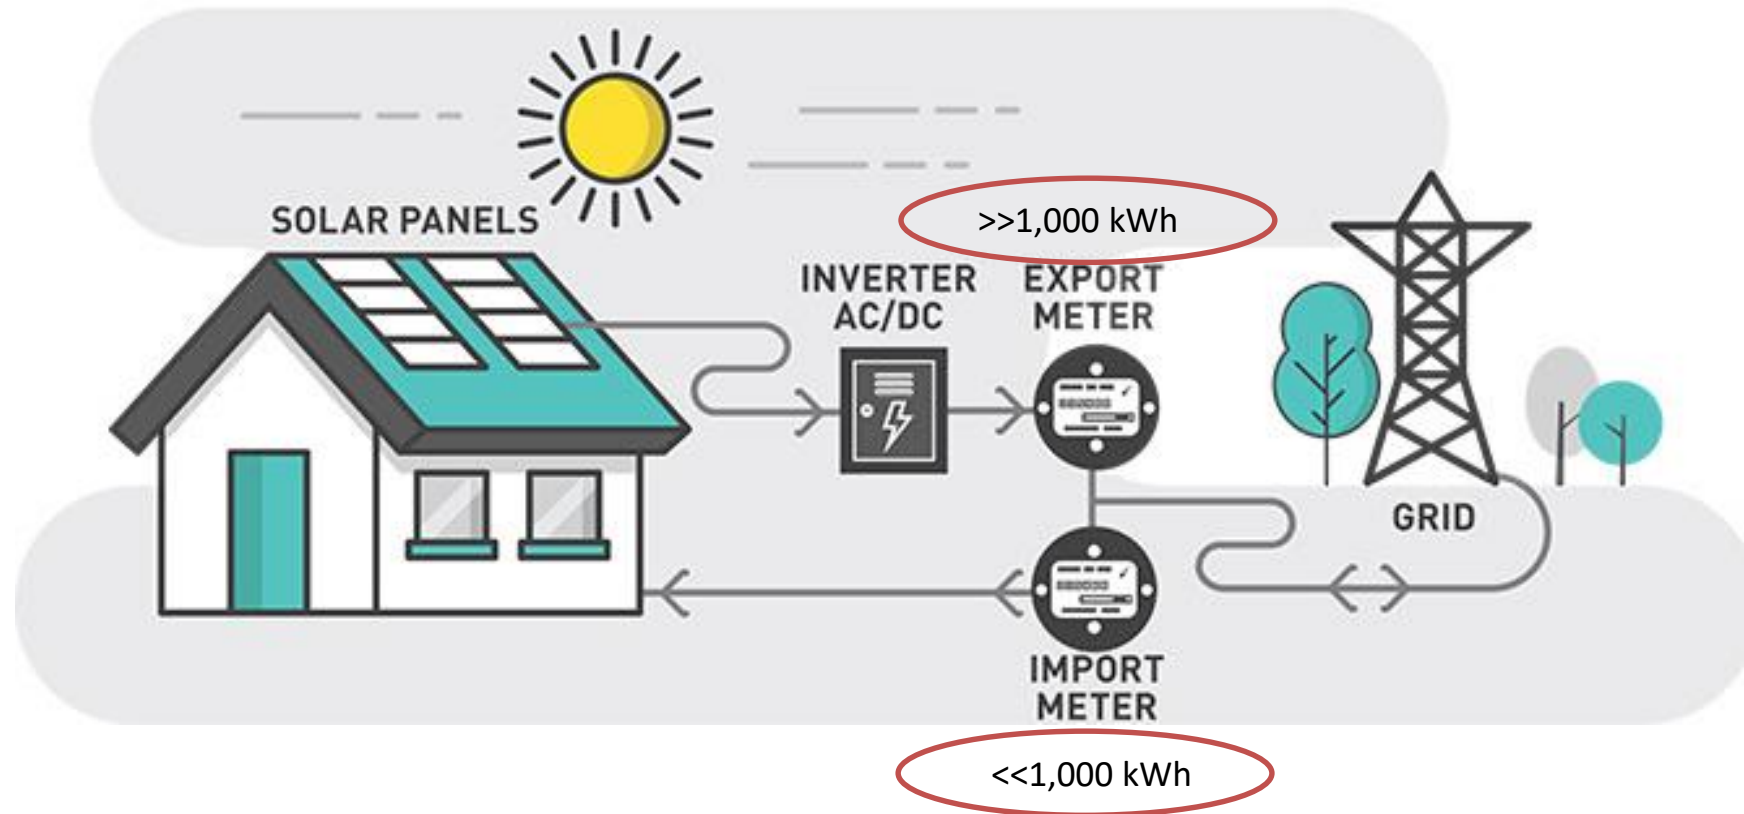 SOLAR PANELS
>>1,000 kWh
INVERTER
AC/DC
EXPORT
METER
GRID
IMPORT
METER
<<1,000 kWh